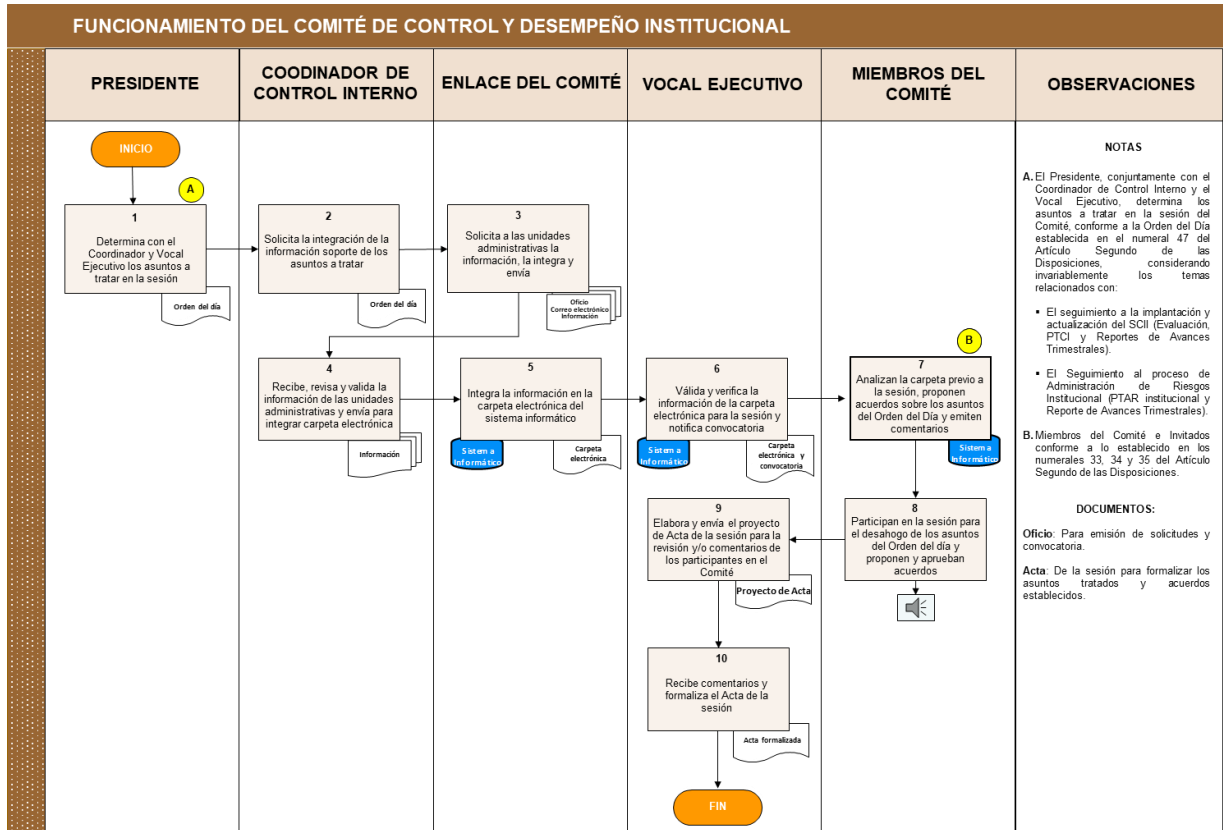 FUNCIONAMIENTO DEL COMITÉ DE CONTROL Y DESEMPEÑO INSTITUCIONAL
PRESIDENTE
COODINADOR DE
CONTROL INTERNO
ENLACE DEL COMITÉ
VOCAL EJECUTIVO
MIEMBROS DEL
COMITÉ
OBSERVACIONES
INICIO
A
1
Determina con el
Coordinador y Vocal
Ejecutivo los asuntos a
tratar en la sesión
Orden del día
2
Solicita la integración de la
información soporte de los
asuntos a tratar
Orden del día
3
Solicita a las unidades
administrativas la
información, la integra y
envía
Oficio
Correo electrónico
Información
4
Recibe, revisa y valida la
información de las unidades
administrativas y envía para
integrar carpeta electrónica
Información
5
Integra la información en la
carpeta electrónica del
sistema informático
Sistema
Informático
Carpeta
electrónica
6
Válida y verifica la
información de la carpeta
electrónica para la sesión y
notifica convocatoria
Sistema
Informático
Carpeta
electrónica y
convocatoria
B
7
Analizan la carpeta previo a
la sesión, proponen
acuerdos sobre los asuntos
del Orden del Día y emiten
comentarios
Sistema
Informático
8
Participan en la sesión para
el desahogo de los asuntos
del Orden del día y
proponen y aprueban
acuerdos
9
Elabora y envía el proyecto
de Acta de la sesión para la
revisión y/o comentarios de
los participantes en el
Comité
Proyecto de Acta
10
Recibe comentarios y
formaliza el Acta de la
sesión
Acta formalizada
FIN
NOTAS
A. El Presidente, conjuntamente con el
Coordinador de Control Interno y el
Vocal Ejecutivo, determina los
asuntos a tratar en la sesión del
Comité, conforme a la Orden del Día
establecida en el numeral 47 del
Artículo Segundo de las
Disposiciones, considerando
invariablemente los temas
relacionados con:
▪ El seguimiento a la implantación y
actualización del SCII (Evaluación,
PTCI y Reportes de Avances
Trimestrales).
▪ El Seguimiento al proceso de
Administración de Riesgos
Institucional (PTAR institucional y
Reporte de Avances Trimestrales).
B. Miembros del Comité e Invitados
conforme a lo establecido en los
numerales 33, 34 y 35 del Artículo
Segundo de las Disposiciones.
DOCUMENTOS:
Oficio: Para emisión de solicitudes y
convocatoria.
Acta: De la sesión para formalizar los
asuntos tratados y acuerdos
establecidos.